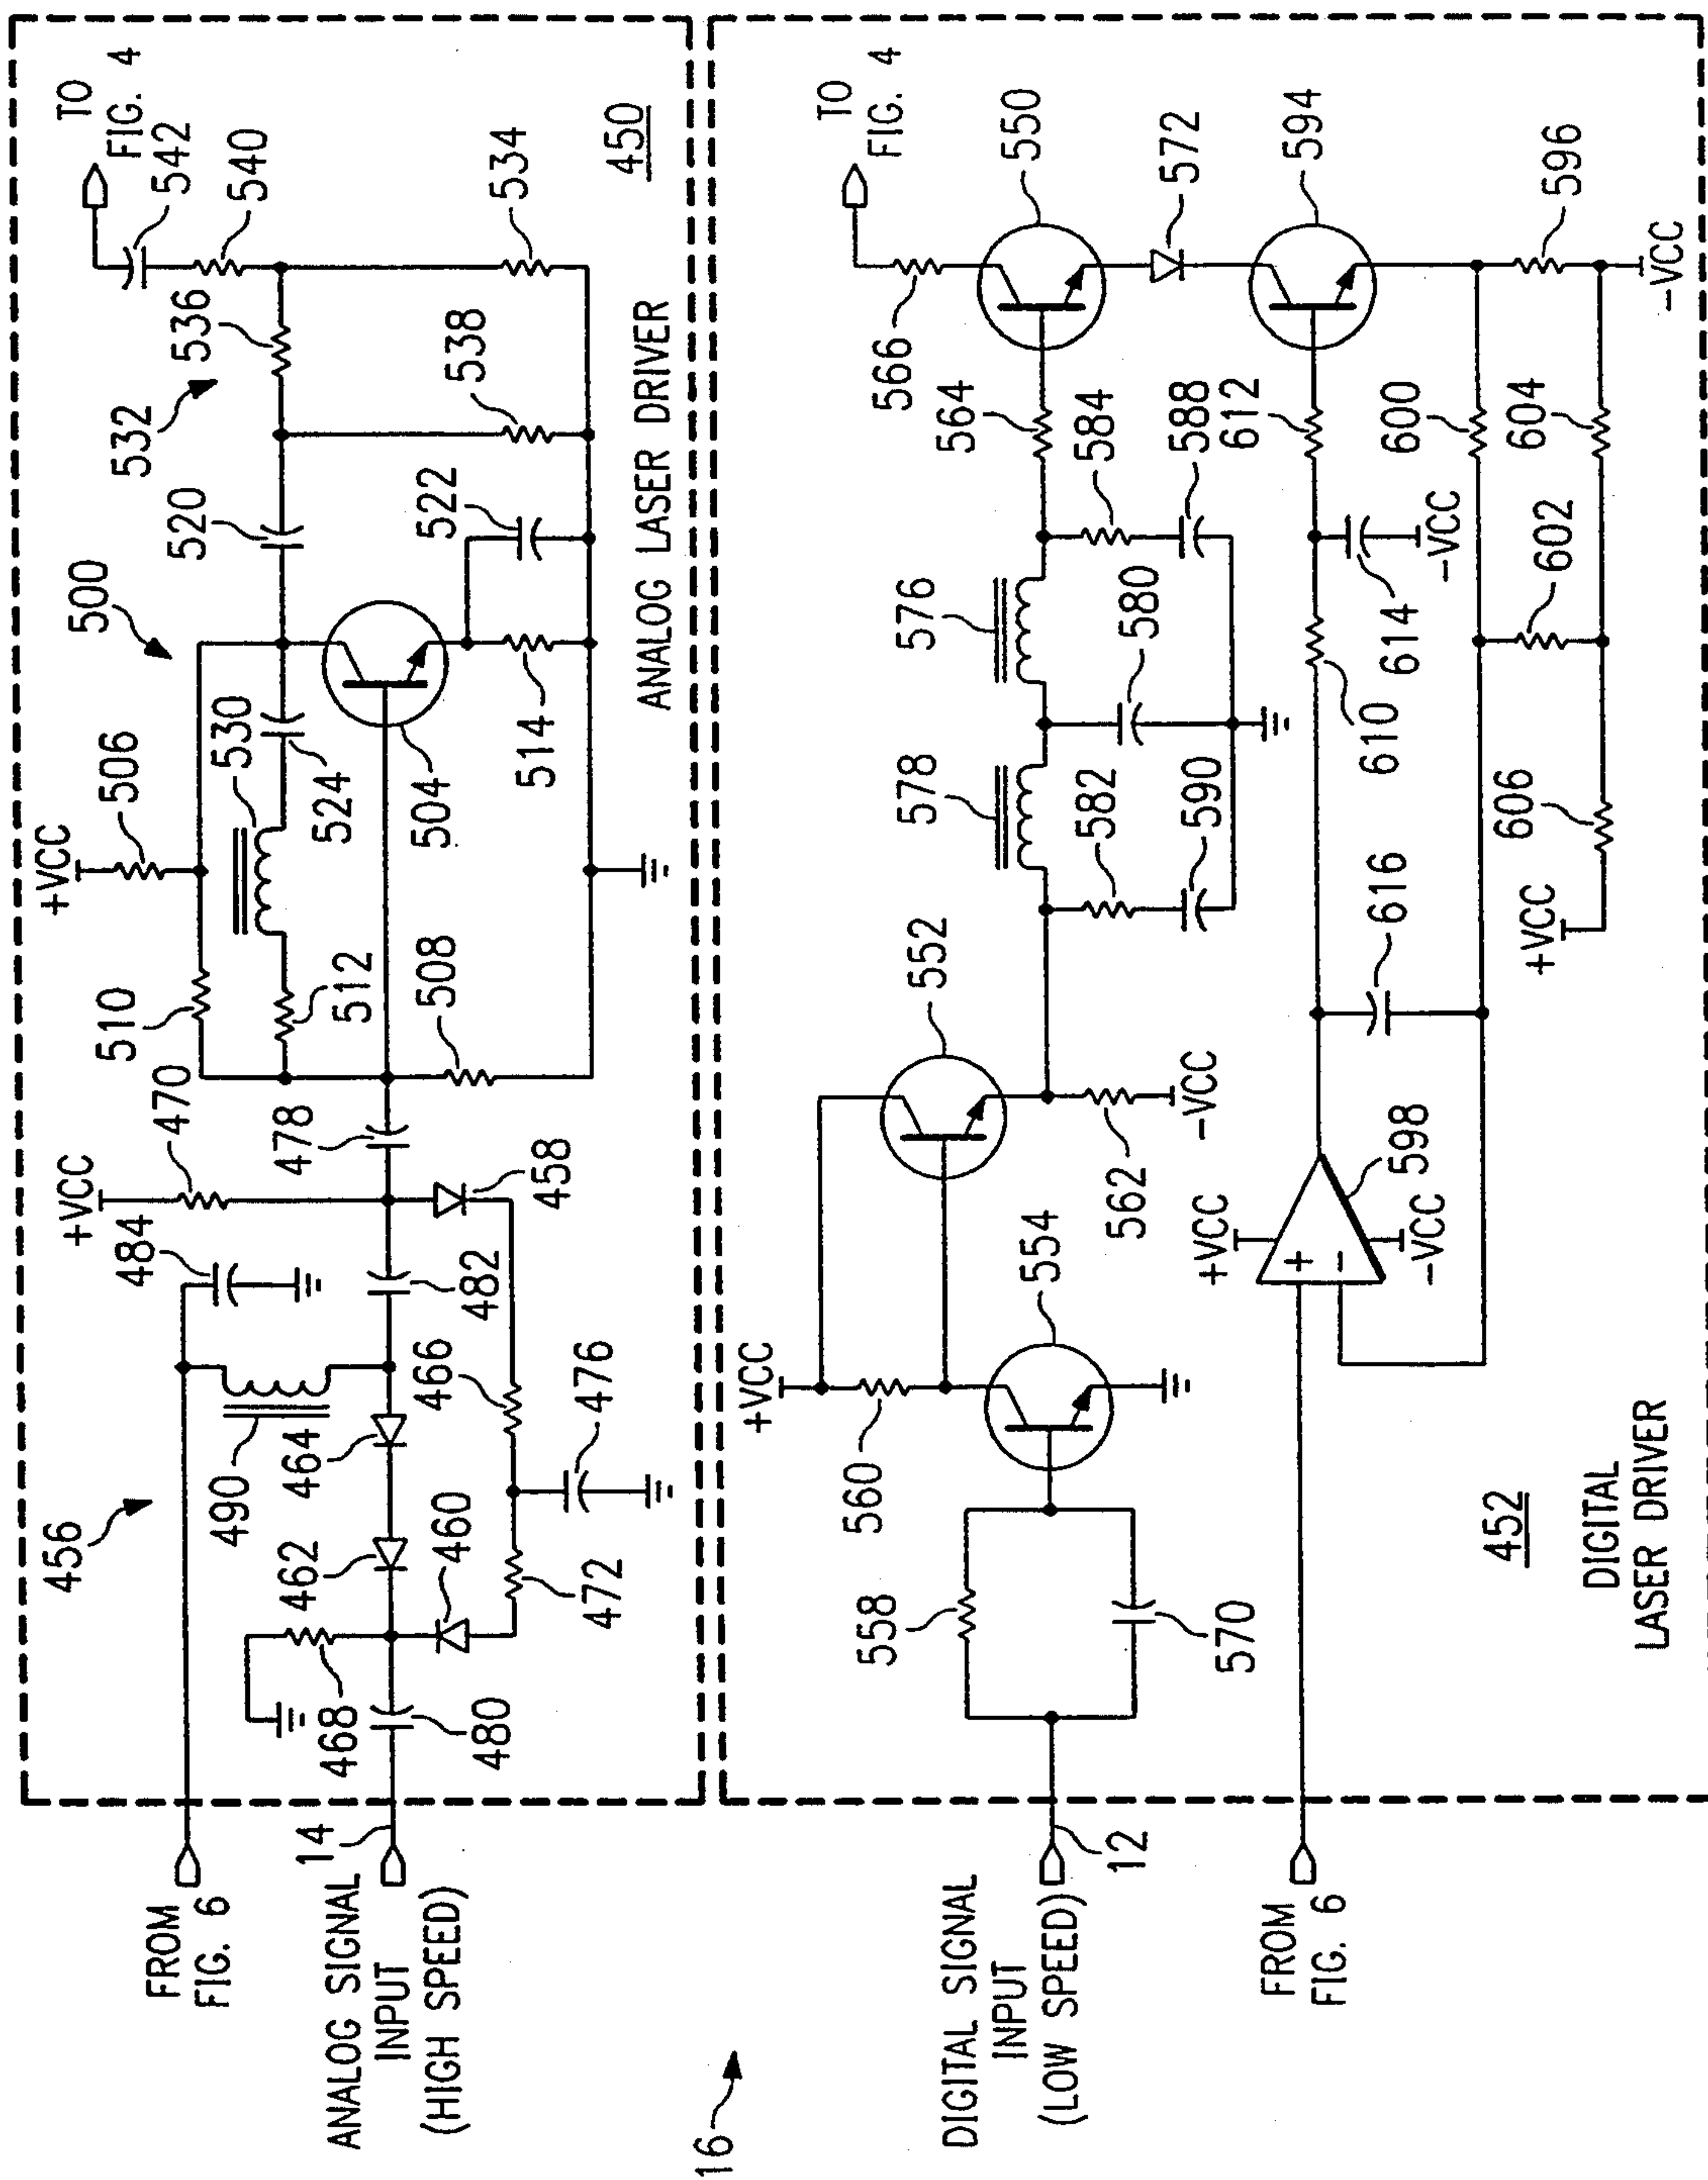 16
FROM
FIG. 6
ANALOG SIGNAL
INPUT
(HIGH SPEED)
14
456
490
484
+VCC
470
464
462
460
468
480
482
466
472
476
478
458
510
+VCC
506
500
512
530
524
508
504
514
520
522
532
536
538
TO
FIG. 4
542
540
534
450
ANALOG LASER DRIVER
DIGITAL SIGNAL
INPUT
(LOW SPEED)
12
FROM
FIG. 6
+VCC
560
558
570
554
552
562
-VCC
578
576
582
590
580
584
588
564
566
TO
FIG. 4
550
572
594
612
596
-VCC
+VCC
+
-
598
-VCC
616
610
614
-VCC
600
602
604
606
+VCC
452
DIGITAL
LASER DRIVER